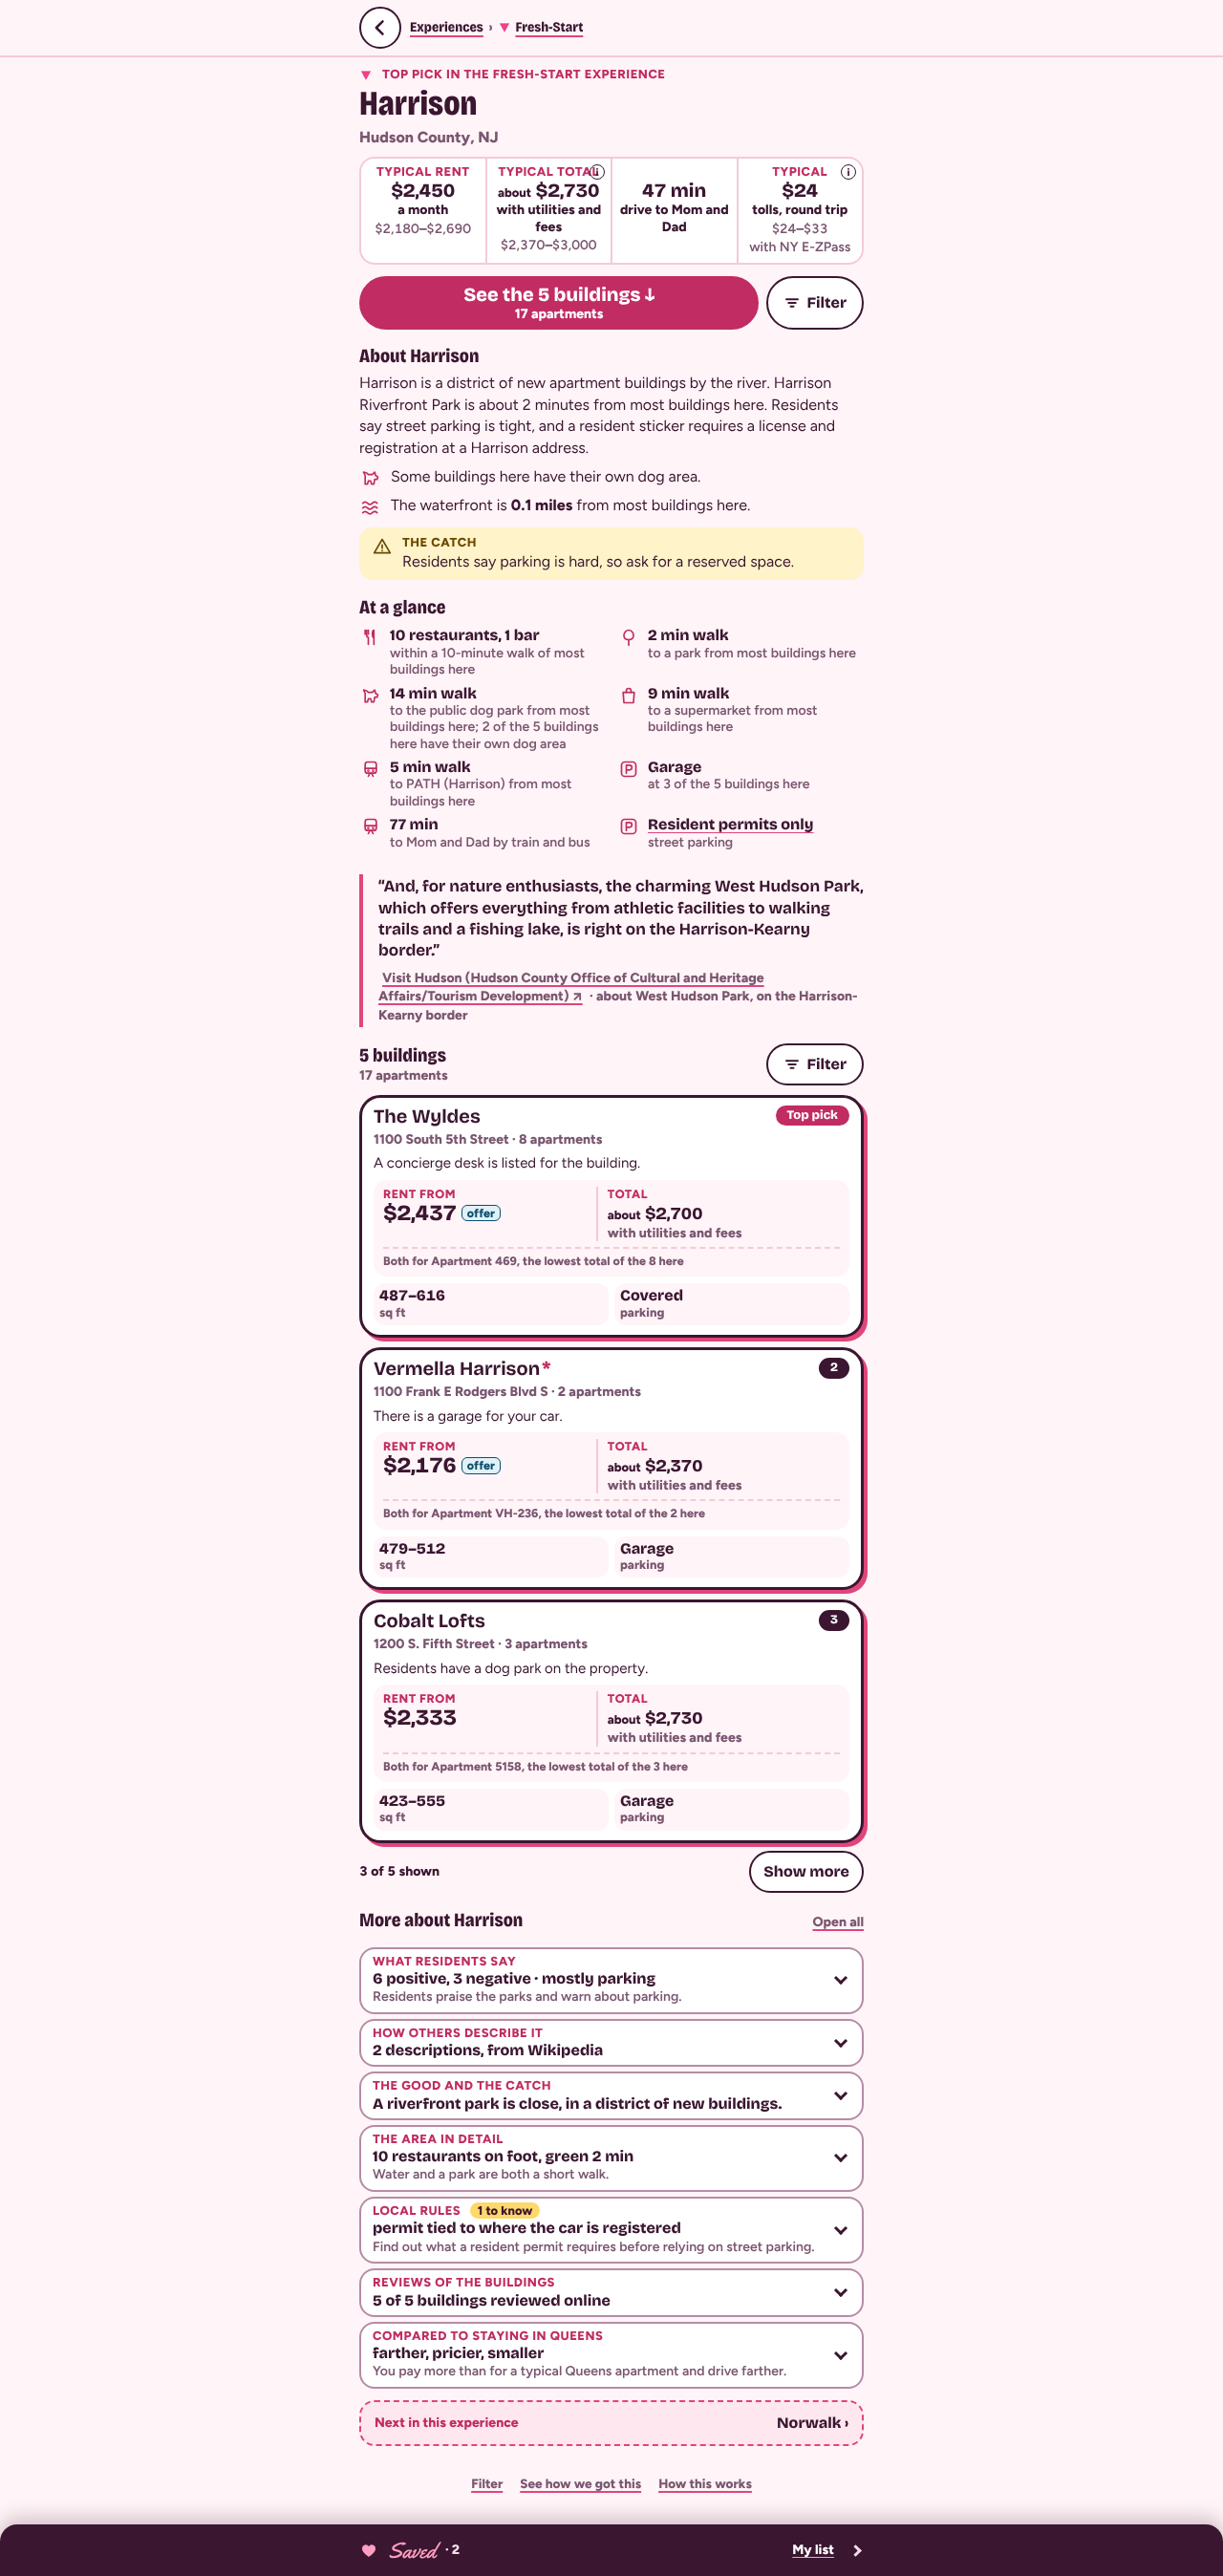 Experiences › Fresh-Start
TOP PICK IN THE FRESH-START EXPERIENCE
Harrison
Hudson County, NJ
TYPICAL RENT
$2,450
a month
$2,180–$2,690
TYPICAL TOTAL
about $2,730
with utilities and
fees
$2,370–$3,000
47 min
drive to Mom and
Dad
TYPICAL
$24
tolls, round trip
$24–$33
with NY E-ZPass
See the 5 buildings ↓
17 apartments
Filter
About Harrison
Harrison is a district of new apartment buildings by the river. Harrison
Riverfront Park is about 2 minutes from most buildings here. Residents
say street parking is tight, and a resident sticker requires a license and
registration at a Harrison address.
Some buildings here have their own dog area.
The waterfront is 0.1 miles from most buildings here.
THE CATCH
Residents say parking is hard, so ask for a reserved space.
At a glance
10 restaurants, 1 bar
within a 10-minute walk of most
buildings here
2 min walk
to a park from most buildings here
14 min walk
to the public dog park from most
buildings here; 2 of the 5 buildings
here have their own dog area
9 min walk
to a supermarket from most
buildings here
5 min walk
to PATH (Harrison) from most
buildings here
Garage
at 3 of the 5 buildings here
77 min
to Mom and Dad by train and bus
Resident permits only
street parking
“And, for nature enthusiasts, the charming West Hudson Park,
which offers everything from athletic facilities to walking
trails and a fishing lake, is right on the Harrison-Kearny
border.”
Visit Hudson (Hudson County Office of Cultural and Heritage
Affairs/Tourism Development) ↗ · about West Hudson Park, on the Harrison-
Kearny border
5 buildings
17 apartments
Filter
The Wyldes
Top pick
1100 South 5th Street · 8 apartments
A concierge desk is listed for the building.
RENT FROM
$2,437 offer
TOTAL
about $2,700
with utilities and fees
Both for Apartment 469, the lowest total of the 8 here
487–616
sq ft
Covered
parking
Vermella Harrison*
2
1100 Frank E Rodgers Blvd S · 2 apartments
There is a garage for your car.
RENT FROM
$2,176 offer
TOTAL
about $2,370
with utilities and fees
Both for Apartment VH-236, the lowest total of the 2 here
479–512
sq ft
Garage
parking
Cobalt Lofts
3
1200 S. Fifth Street · 3 apartments
Residents have a dog park on the property.
RENT FROM
$2,333
TOTAL
about $2,730
with utilities and fees
Both for Apartment 5158, the lowest total of the 3 here
423–555
sq ft
Garage
parking
3 of 5 shown
Show more
More about Harrison
Open all
WHAT RESIDENTS SAY
6 positive, 3 negative · mostly parking
Residents praise the parks and warn about parking.
HOW OTHERS DESCRIBE IT
2 descriptions, from Wikipedia
THE GOOD AND THE CATCH
A riverfront park is close, in a district of new buildings.
THE AREA IN DETAIL
10 restaurants on foot, green 2 min
Water and a park are both a short walk.
LOCAL RULES 1 to know
permit tied to where the car is registered
Find out what a resident permit requires before relying on street parking.
REVIEWS OF THE BUILDINGS
5 of 5 buildings reviewed online
COMPARED TO STAYING IN QUEENS
farther, pricier, smaller
You pay more than for a typical Queens apartment and drive farther.
Next in this experience
Norwalk ›
Filter See how we got this How this works
Saved · 2
My list